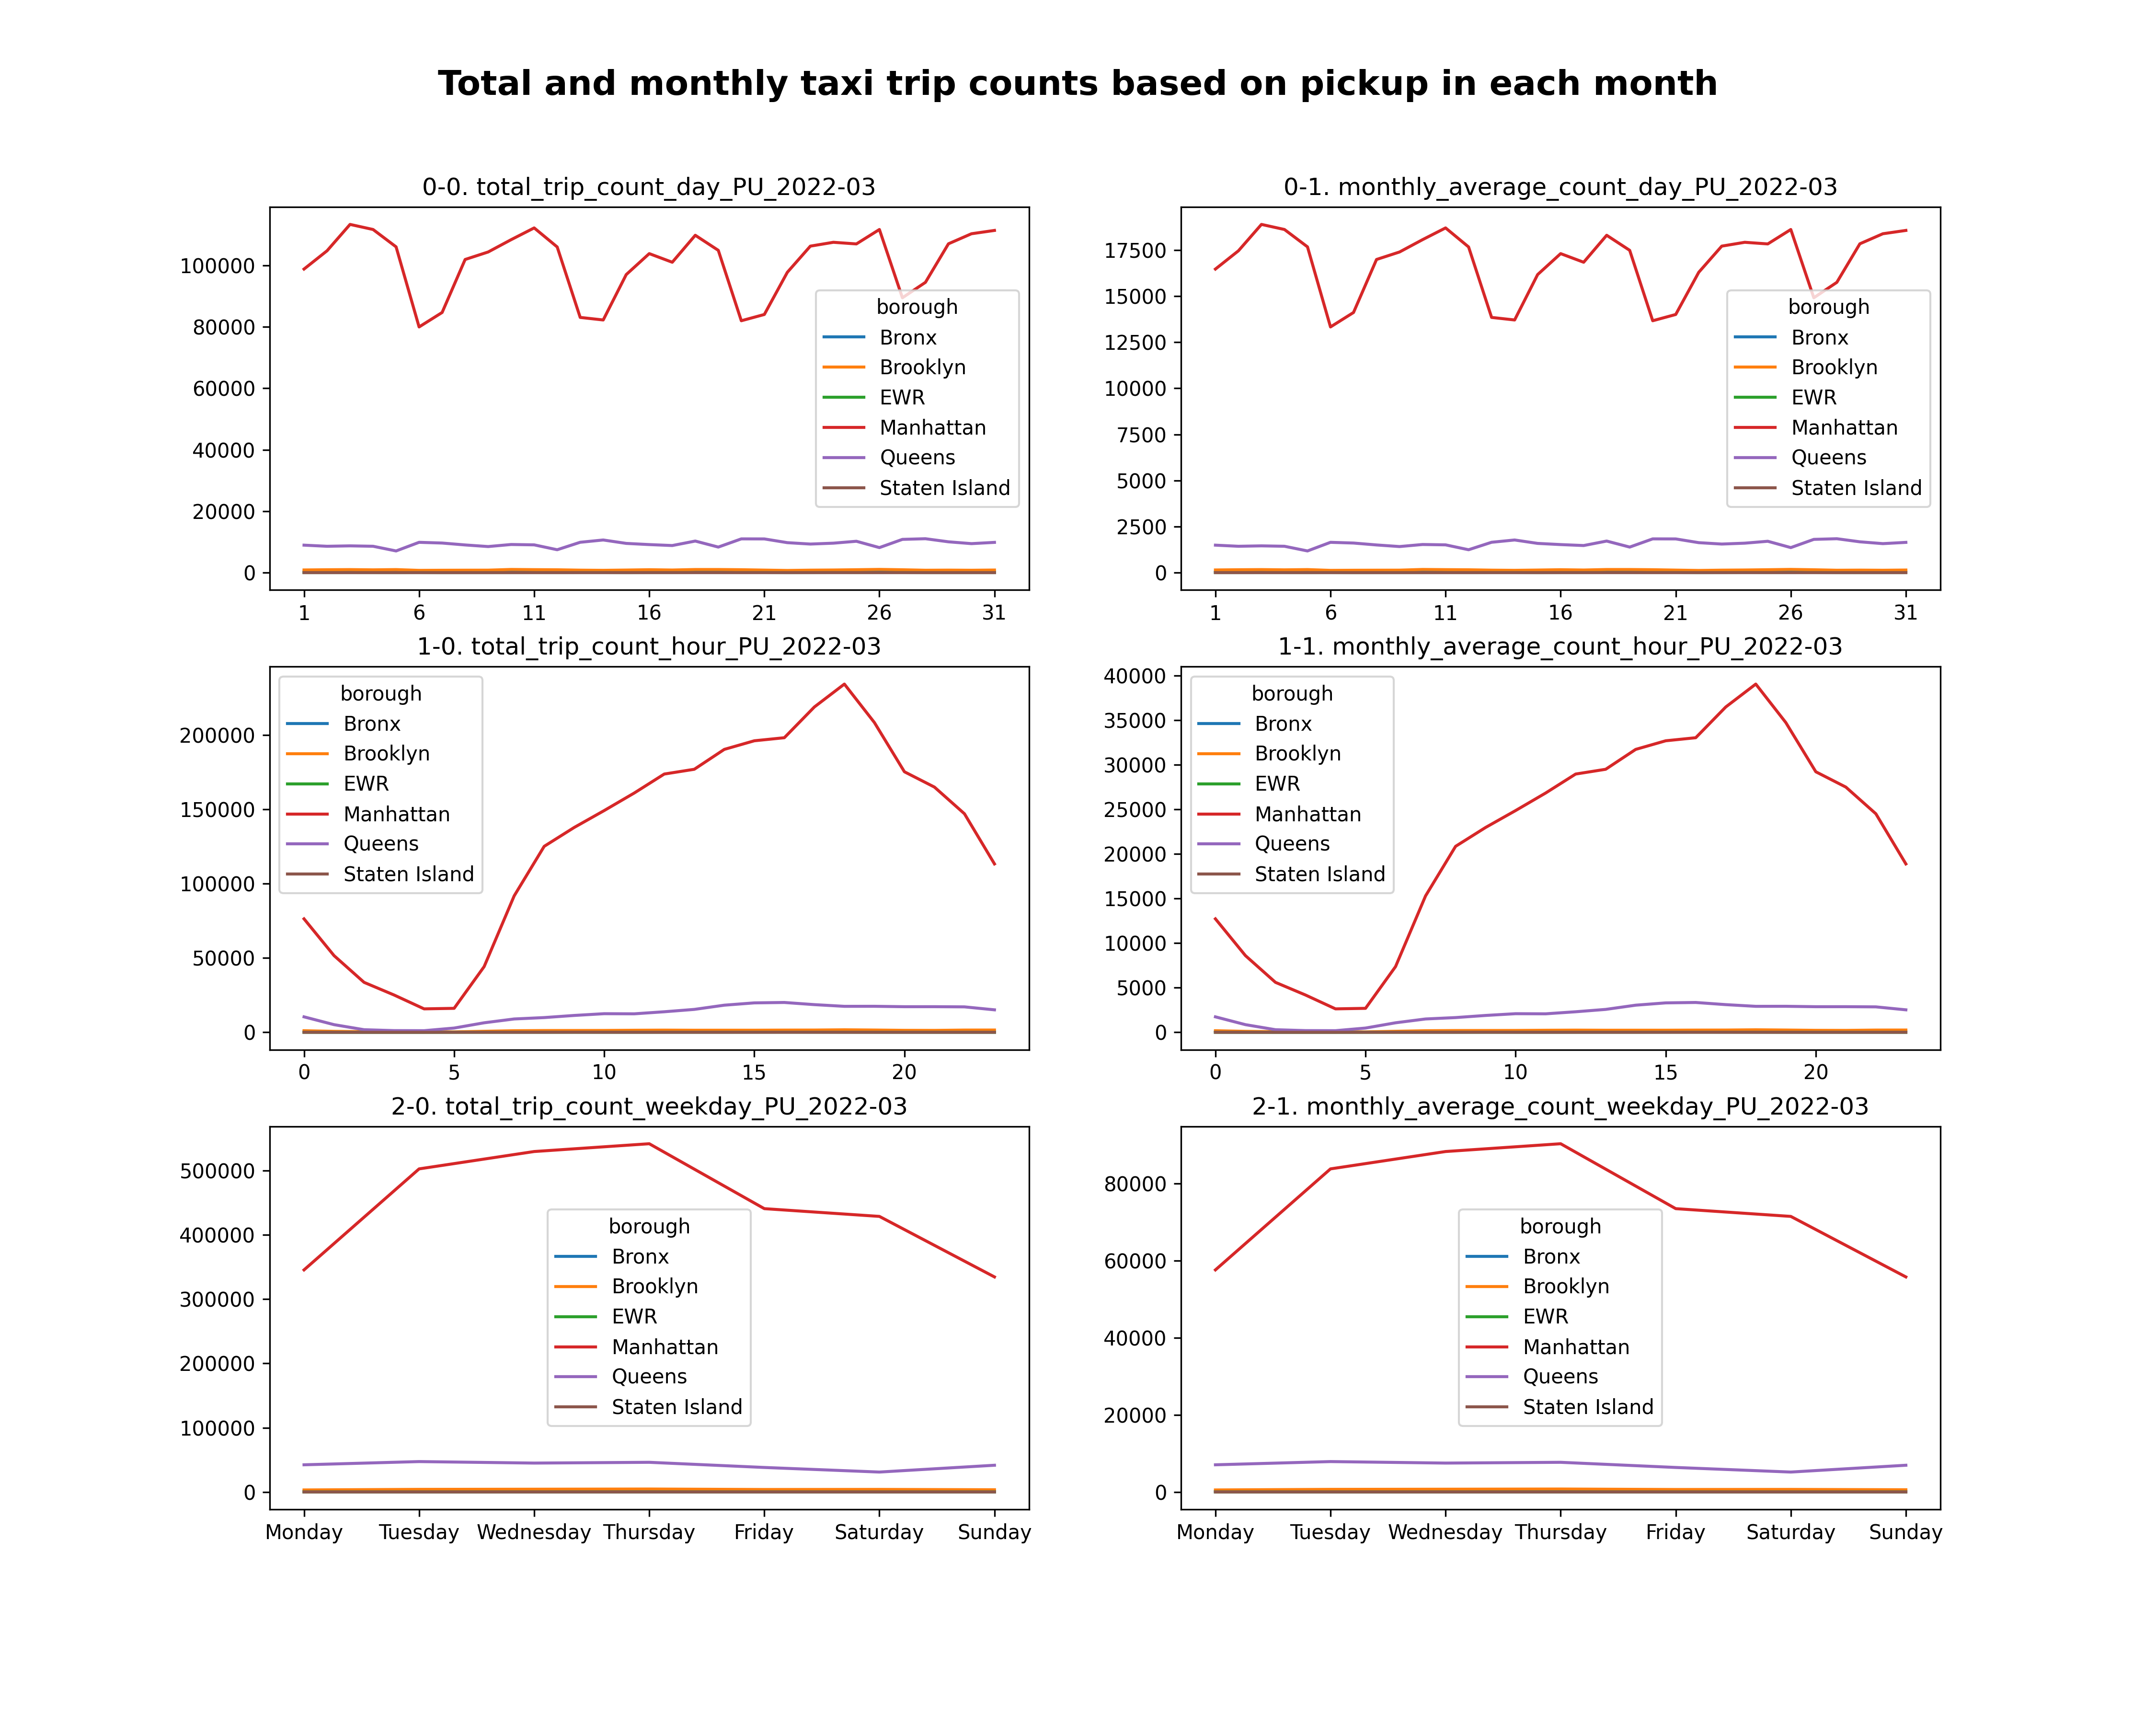 Total and monthly taxi trip counts based on pickup in each month
0-0. total_trip_count_day_PU_2022-03
100000
80000
60000
40000
20000
0
1 6 11 16 21 26 31
borough
Bronx
Brooklyn
EWR
Manhattan
Queens
Staten Island
0-1. monthly_average_count_day_PU_2022-03
17500
15000
12500
10000
7500
5000
2500
0
1 6 11 16 21 26 31
borough
Bronx
Brooklyn
EWR
Manhattan
Queens
Staten Island
1-0. total_trip_count_hour_PU_2022-03
200000
150000
100000
50000
0
0 5 10 15 20
borough
Bronx
Brooklyn
EWR
Manhattan
Queens
Staten Island
1-1. monthly_average_count_hour_PU_2022-03
40000
35000
30000
25000
20000
15000
10000
5000
0
0 5 10 15 20
borough
Bronx
Brooklyn
EWR
Manhattan
Queens
Staten Island
2-0. total_trip_count_weekday_PU_2022-03
500000
400000
300000
200000
100000
0
Monday Tuesday Wednesday Thursday Friday Saturday Sunday
borough
Bronx
Brooklyn
EWR
Manhattan
Queens
Staten Island
2-1. monthly_average_count_weekday_PU_2022-03
80000
60000
40000
20000
0
Monday Tuesday Wednesday Thursday Friday Saturday Sunday
borough
Bronx
Brooklyn
EWR
Manhattan
Queens
Staten Island